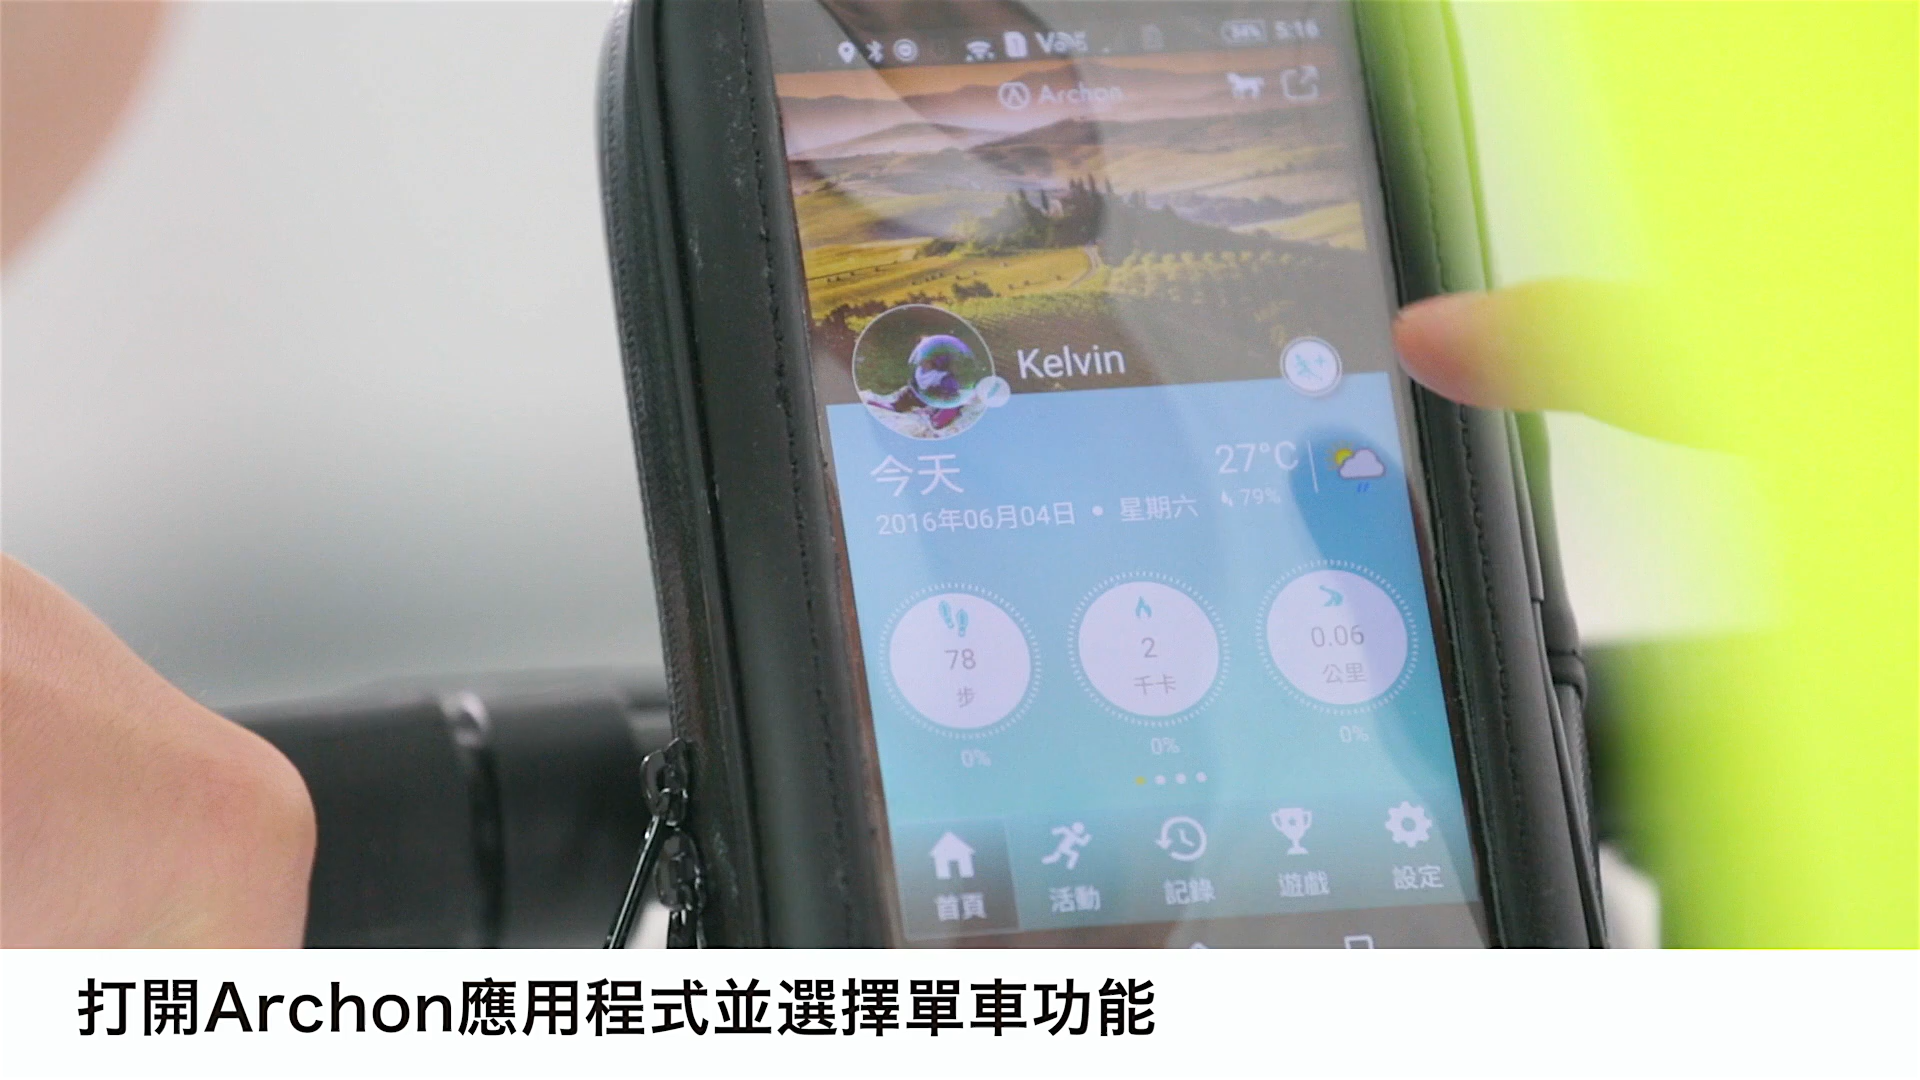 5:16
Archon
Kelvin
今天
27°C
2016年06月04日 • 星期六
79%
78
步
0%
2
千卡
0%
0.06
公里
0%
首頁
活動
記錄
遊戲
設定
打開Archon應用程式並選擇單車功能